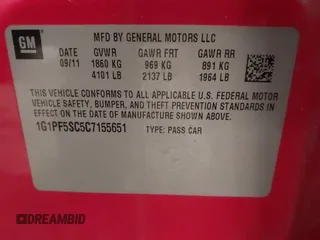 GM
MFD BY GENERAL MOTORS LLC
DATE GVWR GAWR FRT GAWR RR
09/11 1860 KG 969 KG 891 KG
4101 LB 2137 LB 1964 LB
THIS VEHICLE CONFORMS TO ALL APPLICABLE U.S. FEDERAL MOTOR
VEHICLE SAFETY, BUMPER, AND THEFT PREVENTION STANDARDS
IN EFFECT ON THE DATE OF MANUFACTURE SHOWN ABOVE.
1G1PF5SC5C7155651 TYPE: PASS CAR
DREAMBID